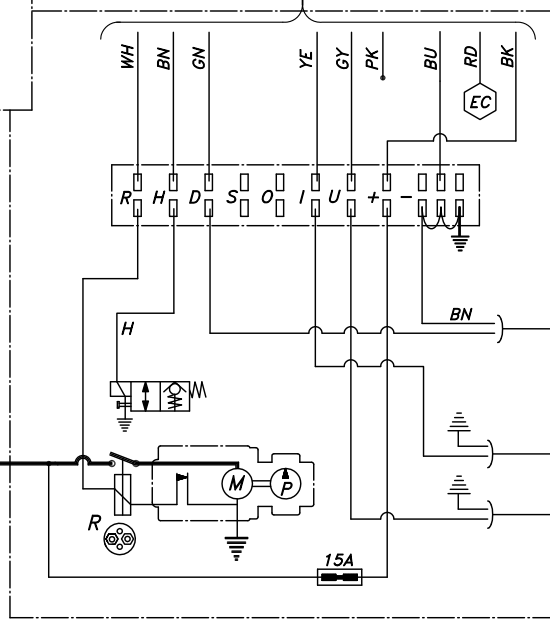 WH BN GN YE GY PK BU RD BK
EC
R H D S O I U + -
BN
H
M P
R
15A